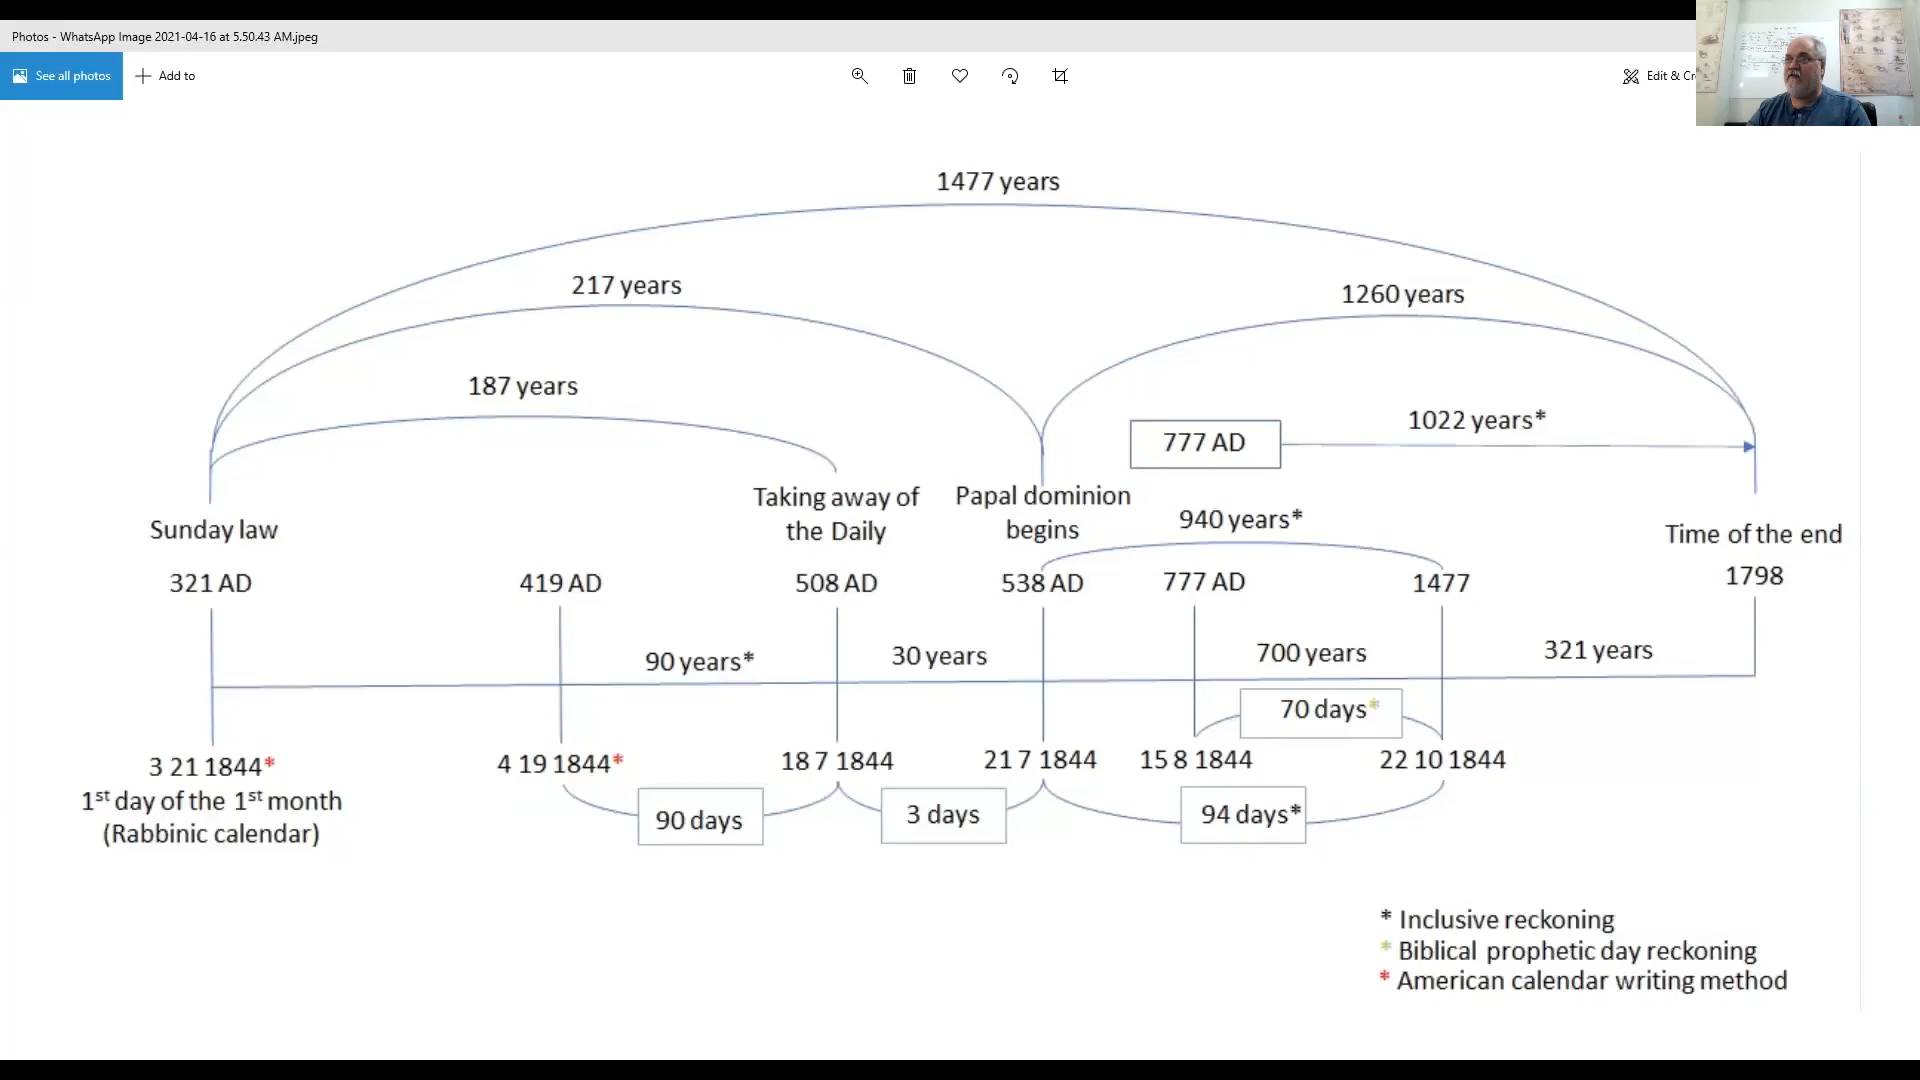 Photos - WhatsApp Image 2021-04-16 at 5.50.43 AM.jpeg
See all photos
Add to
Edit & Cr
1477 years
217 years
1260 years
187 years
777 AD
1022 years*
Sunday law
Taking away of
the Daily
Papal dominion
begins
940 years*
Time of the end
321 AD
419 AD
508 AD
538 AD
777 AD
1477
1798
90 years*
30 years
700 years
321 years
70 days*
3 21 1844*
4 19 1844*
18 7 1844
21 7 1844
15 8 1844
22 10 1844
1st day of the 1st month
(Rabbinic calendar)
90 days
3 days
94 days*
* Inclusive reckoning
* Biblical prophetic day reckoning
* American calendar writing method